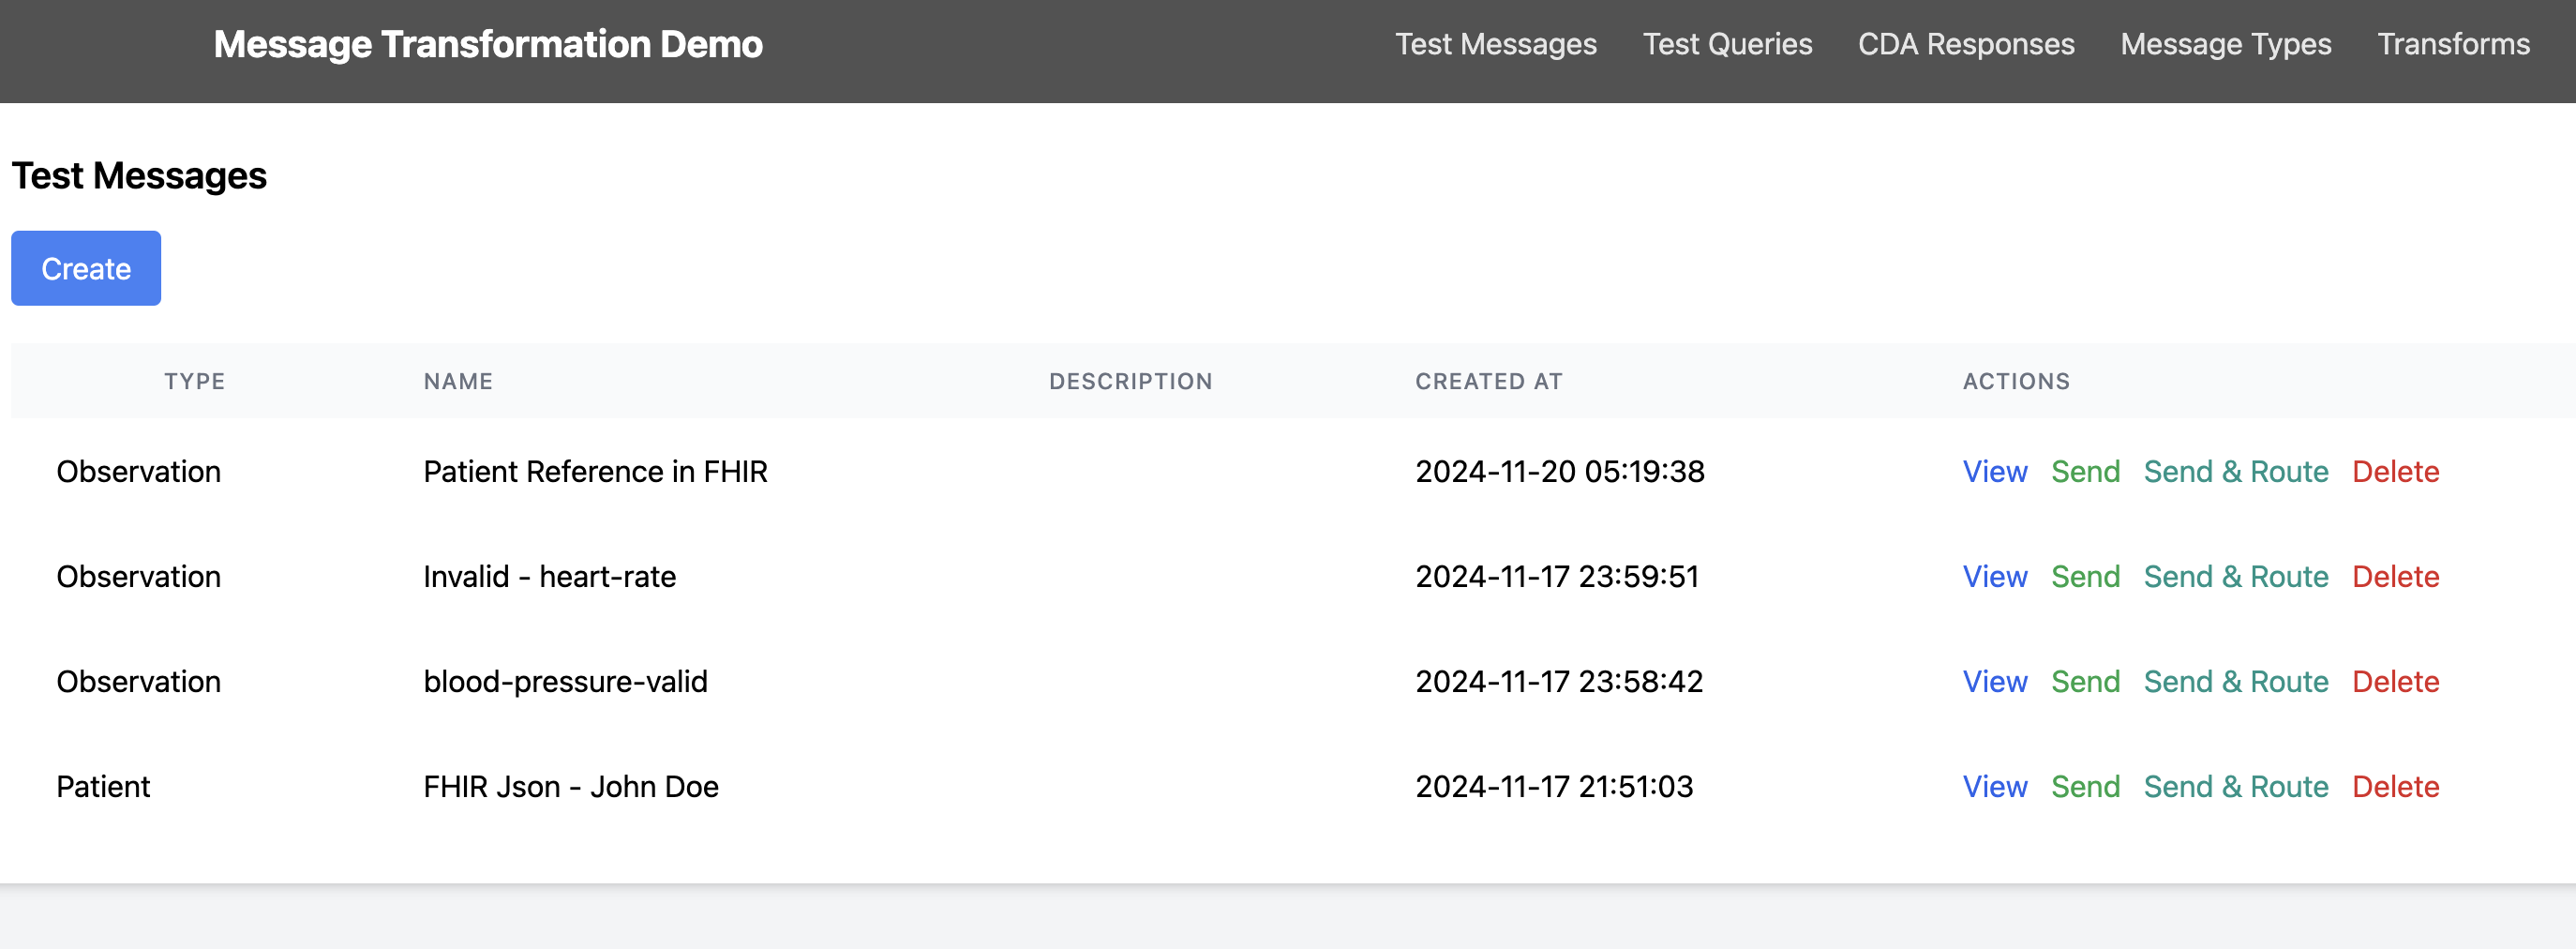 Message Transformation Demo Test Messages Test Queries CDA Responses Message Types Transforms
Test Messages
Create
TYPE NAME DESCRIPTION CREATED AT ACTIONS
Observation Patient Reference in FHIR 2024-11-20 05:19:38 View Send Send & Route Delete
Observation Invalid - heart-rate 2024-11-17 23:59:51 View Send Send & Route Delete
Observation blood-pressure-valid 2024-11-17 23:58:42 View Send Send & Route Delete
Patient FHIR Json - John Doe 2024-11-17 21:51:03 View Send Send & Route Delete